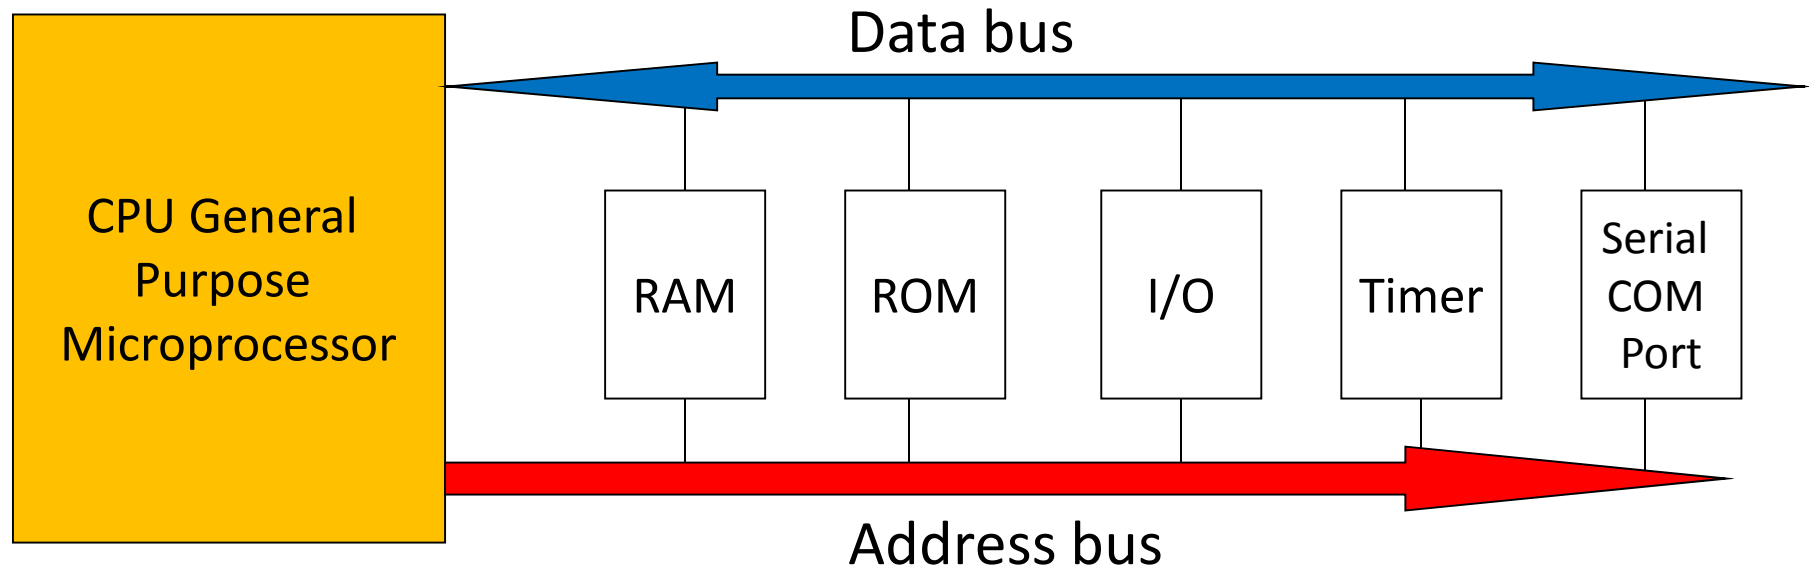 Data bus
CPU General
Purpose
Microprocessor
RAM
ROM
I/O
Timer
Serial
COM
Port
Address bus